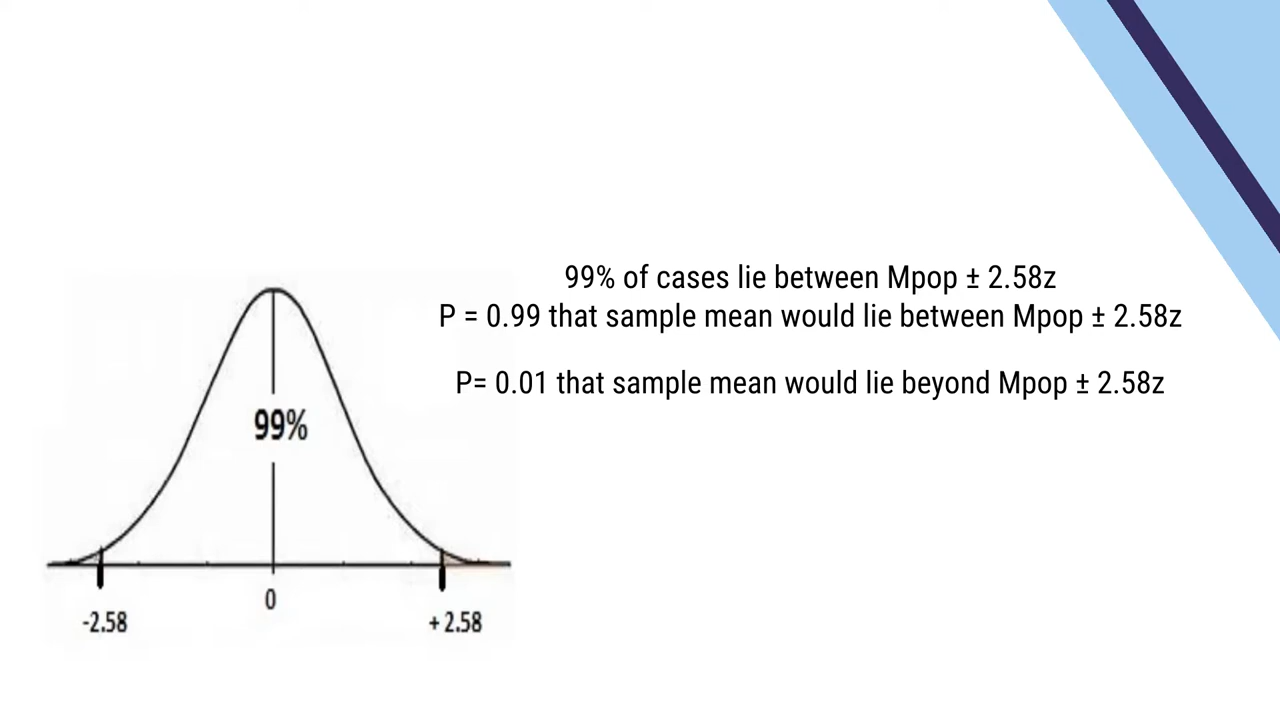 99% of cases lie between Mpop ± 2.58z
P = 0.99 that sample mean would lie between Mpop ± 2.58z
P= 0.01 that sample mean would lie beyond Mpop ± 2.58z
99%
0
-2.58
+ 2.58